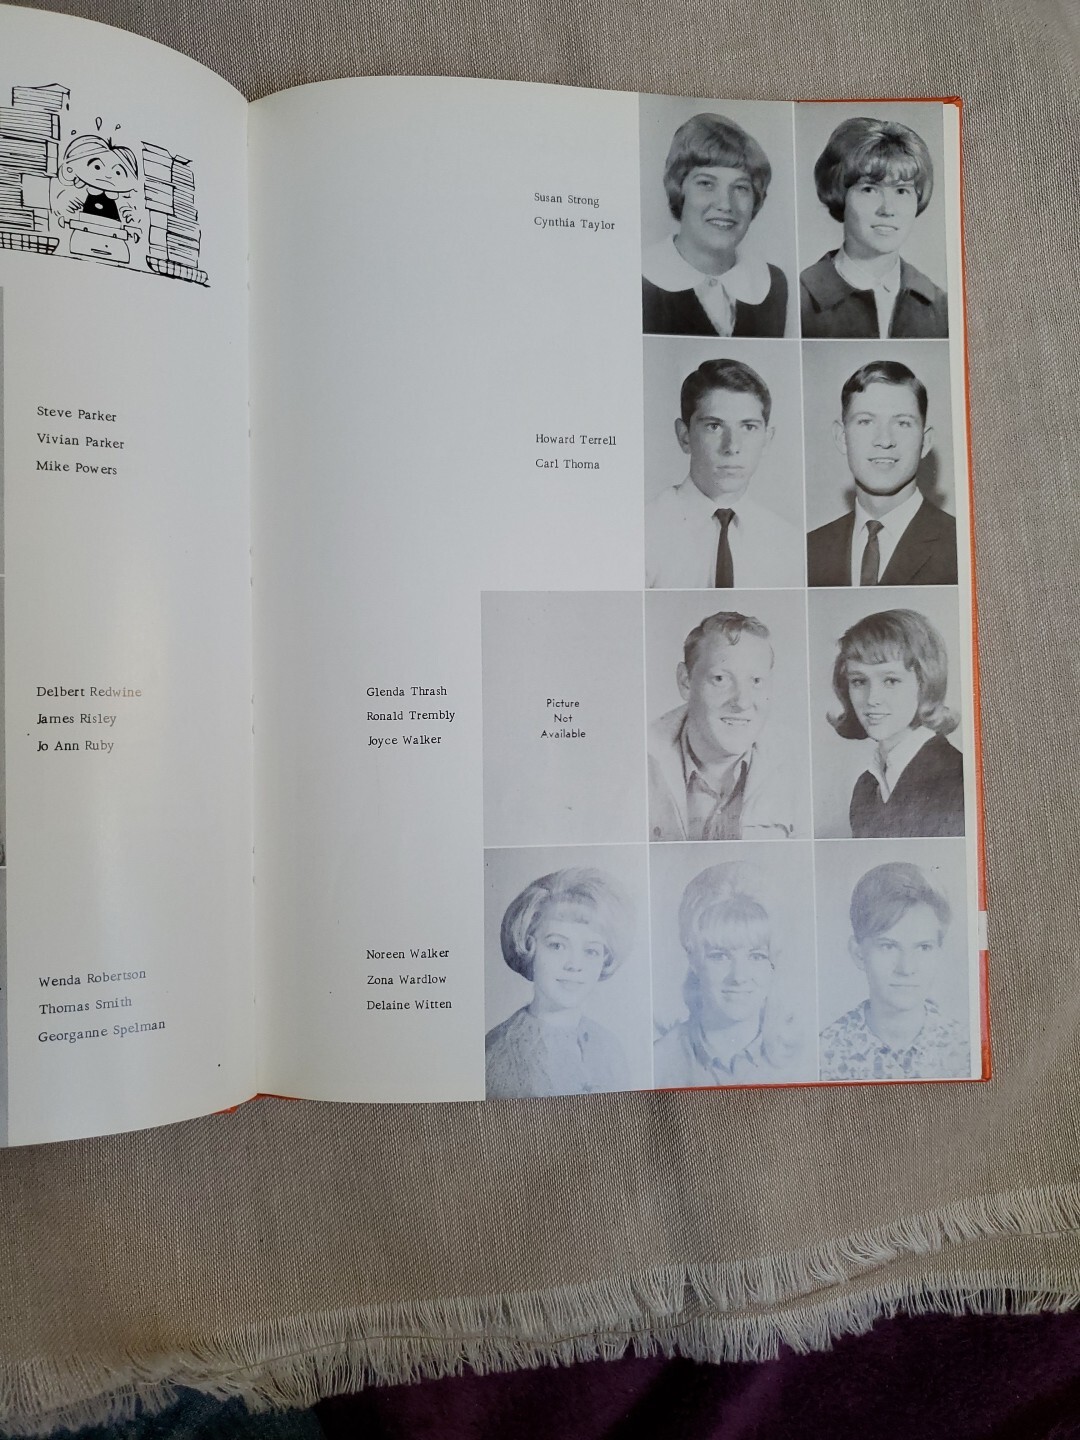 Steve Parker
Vivian Parker
Mike Powers
Delbert Redwine
James Risley
Jo Ann Ruby
Wenda Robertson
Thomas Smith
Georganne Spelman
Susan Strong
Cynthia Taylor
Howard Terrell
Carl Thoma
Glenda Thrash
Ronald Trembly
Joyce Walker
Picture
Not
Available
Noreen Walker
Zona Wardlow
Delaine Witten